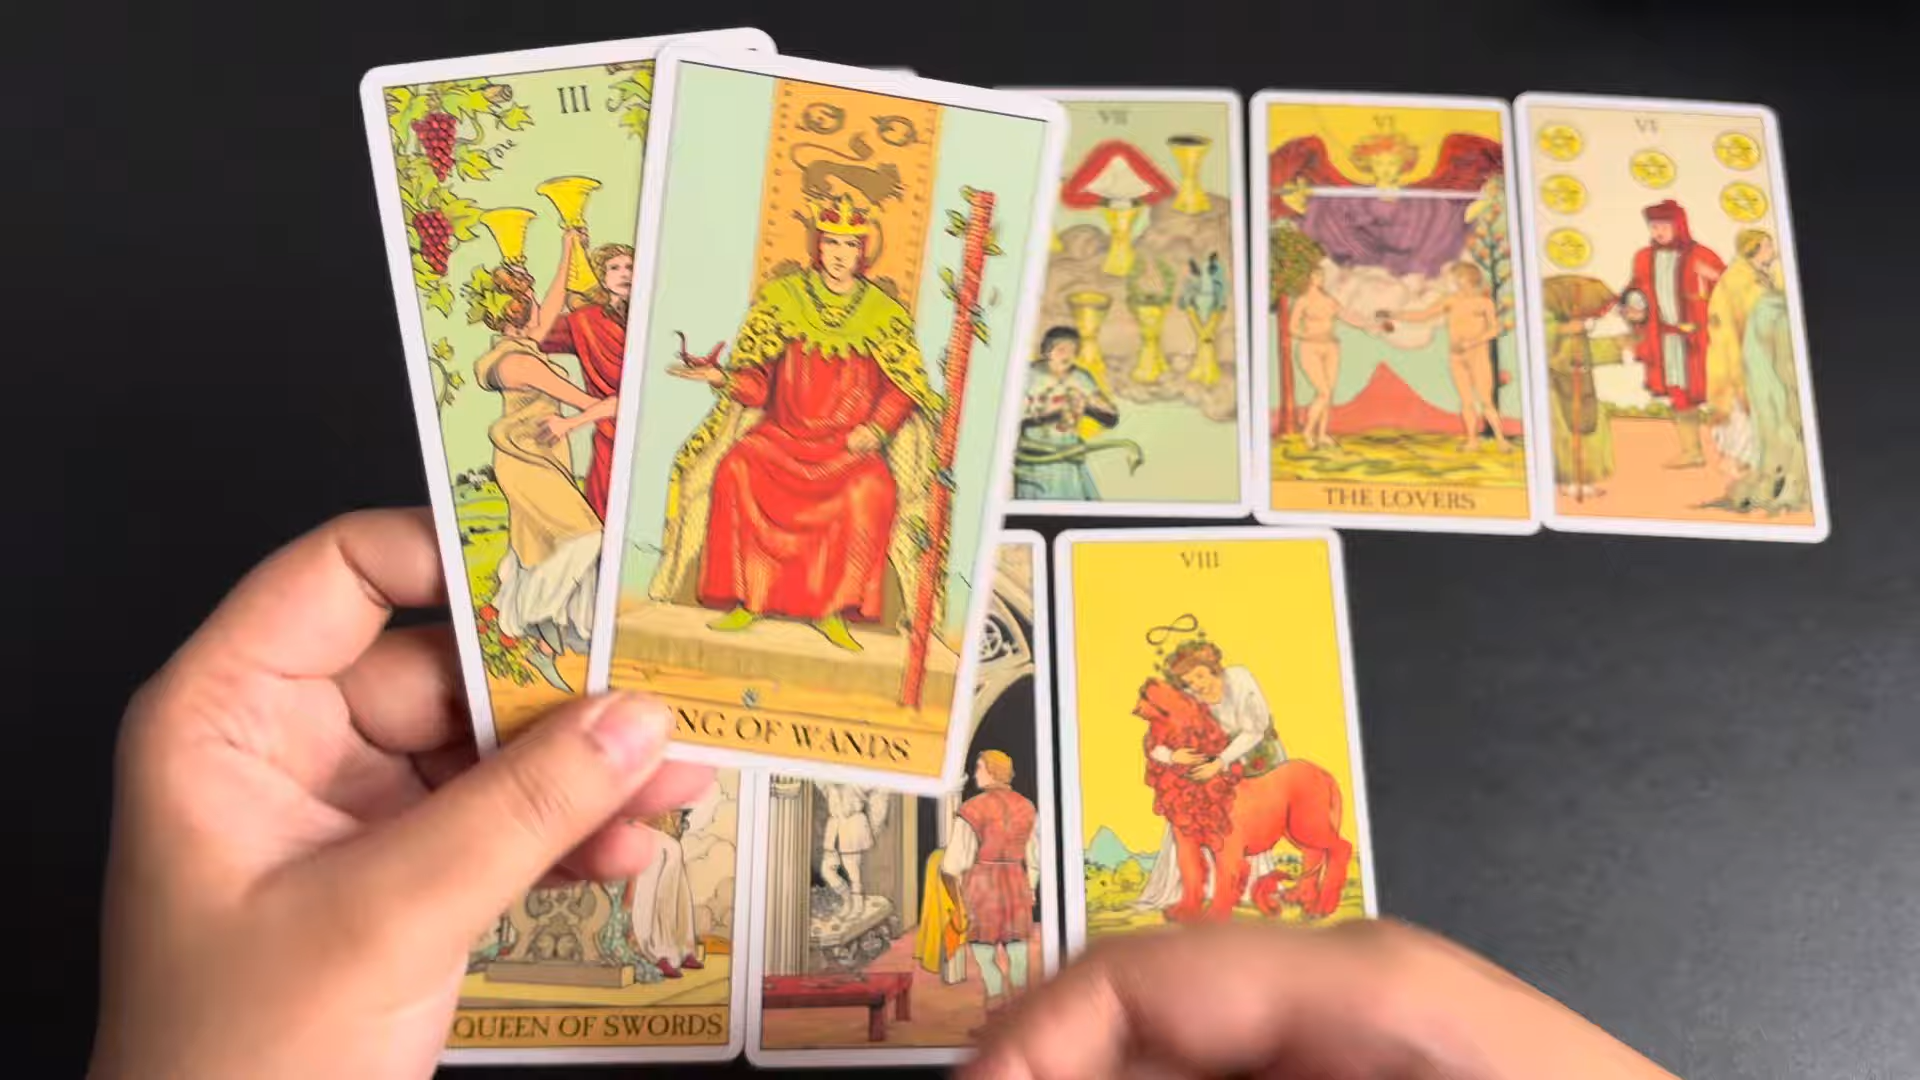 III
VII
VI
VI
NG OF WANDS
THE LOVERS
VIII
QUEEN OF SWORDS